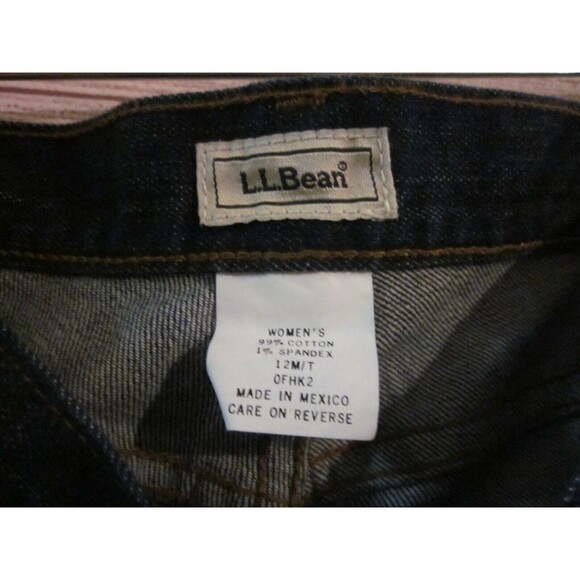 L.L.Bean®
WOMEN'S
99% COTTON
1% SPANDEX
12M/T
0FHK2
MADE IN MEXICO
CARE ON REVERSE